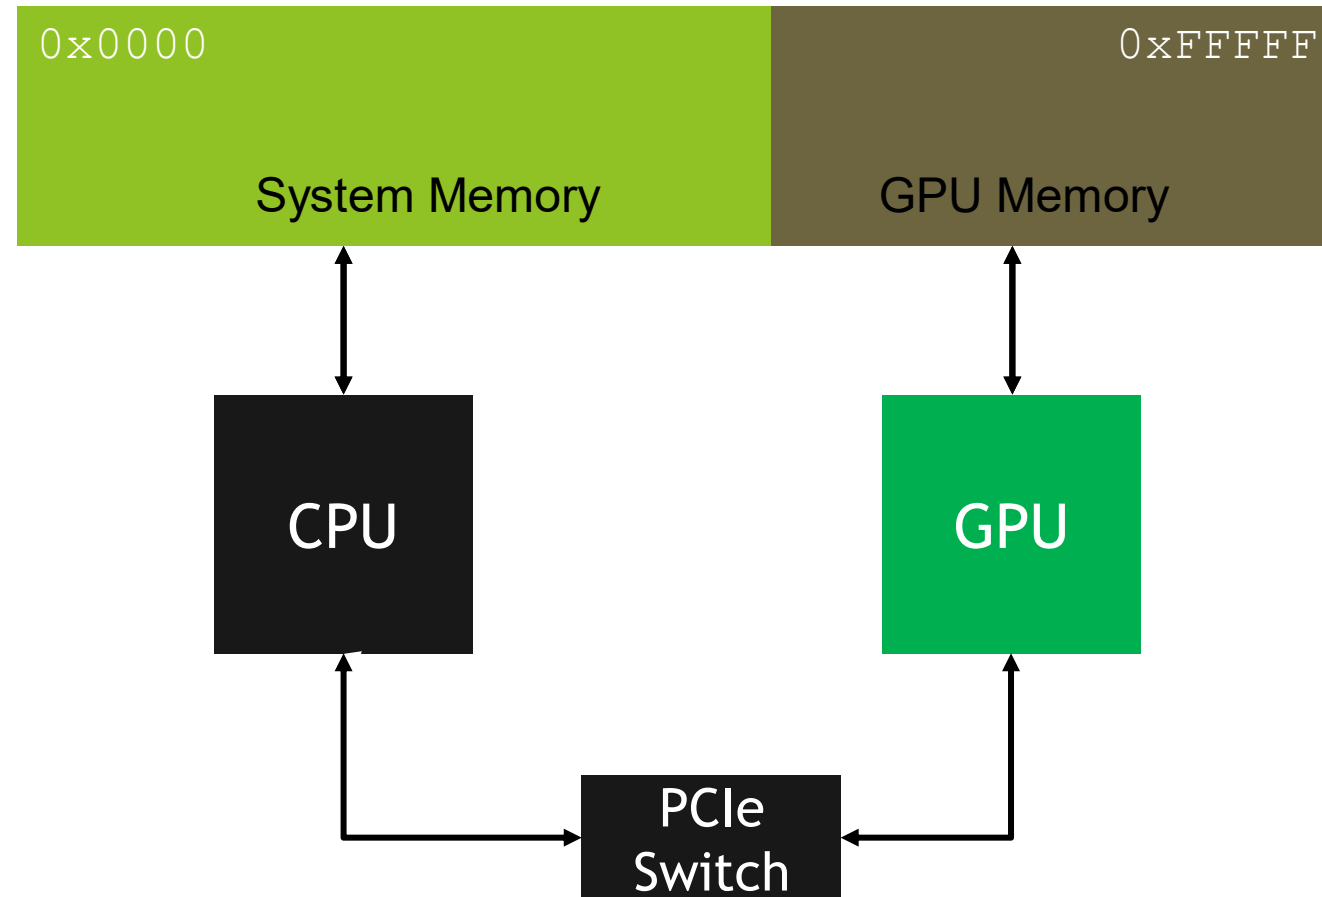 0x0000
0xFFFFF
System Memory
GPU Memory
CPU
GPU
PCIe
Switch